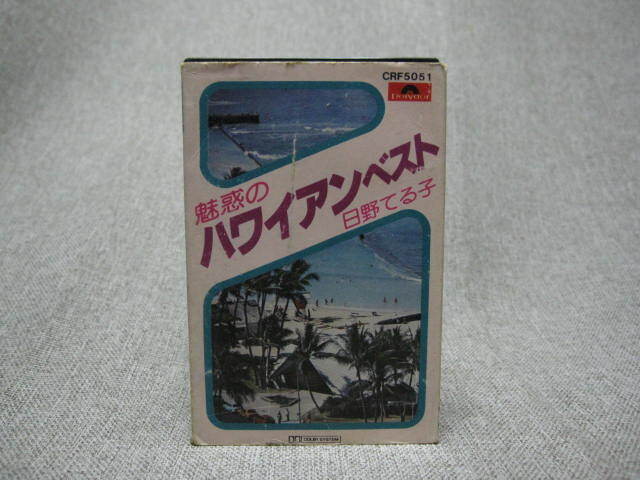 CRF5051
Polydor
魅惑の
ハワイアンベスト
日野てる子
DOLBY SYSTEM